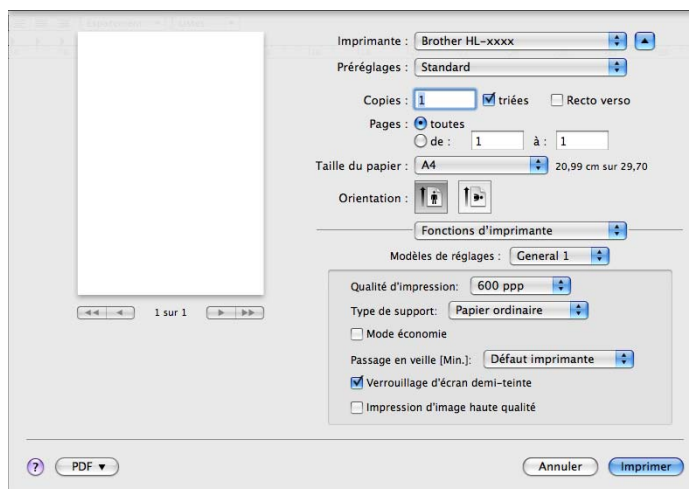 Imprimante : Brother HL-xxxx
Préréglages : Standard
Copies : 1 triées Recto verso
Pages : toutes
de : 1 à : 1
Taille du papier : A4 20,99 cm sur 29,70
Orientation :
Fonctions d'imprimante
Modèles de réglages : General 1
Qualité d'impression: 600 ppp
Type de support: Papier ordinaire
Mode économie
Passage en veille [Min.]: Défaut imprimante
Verrouillage d'écran demi-teinte
Impression d'image haute qualité
1 sur 1
? PDF ▼ Annuler Imprimer